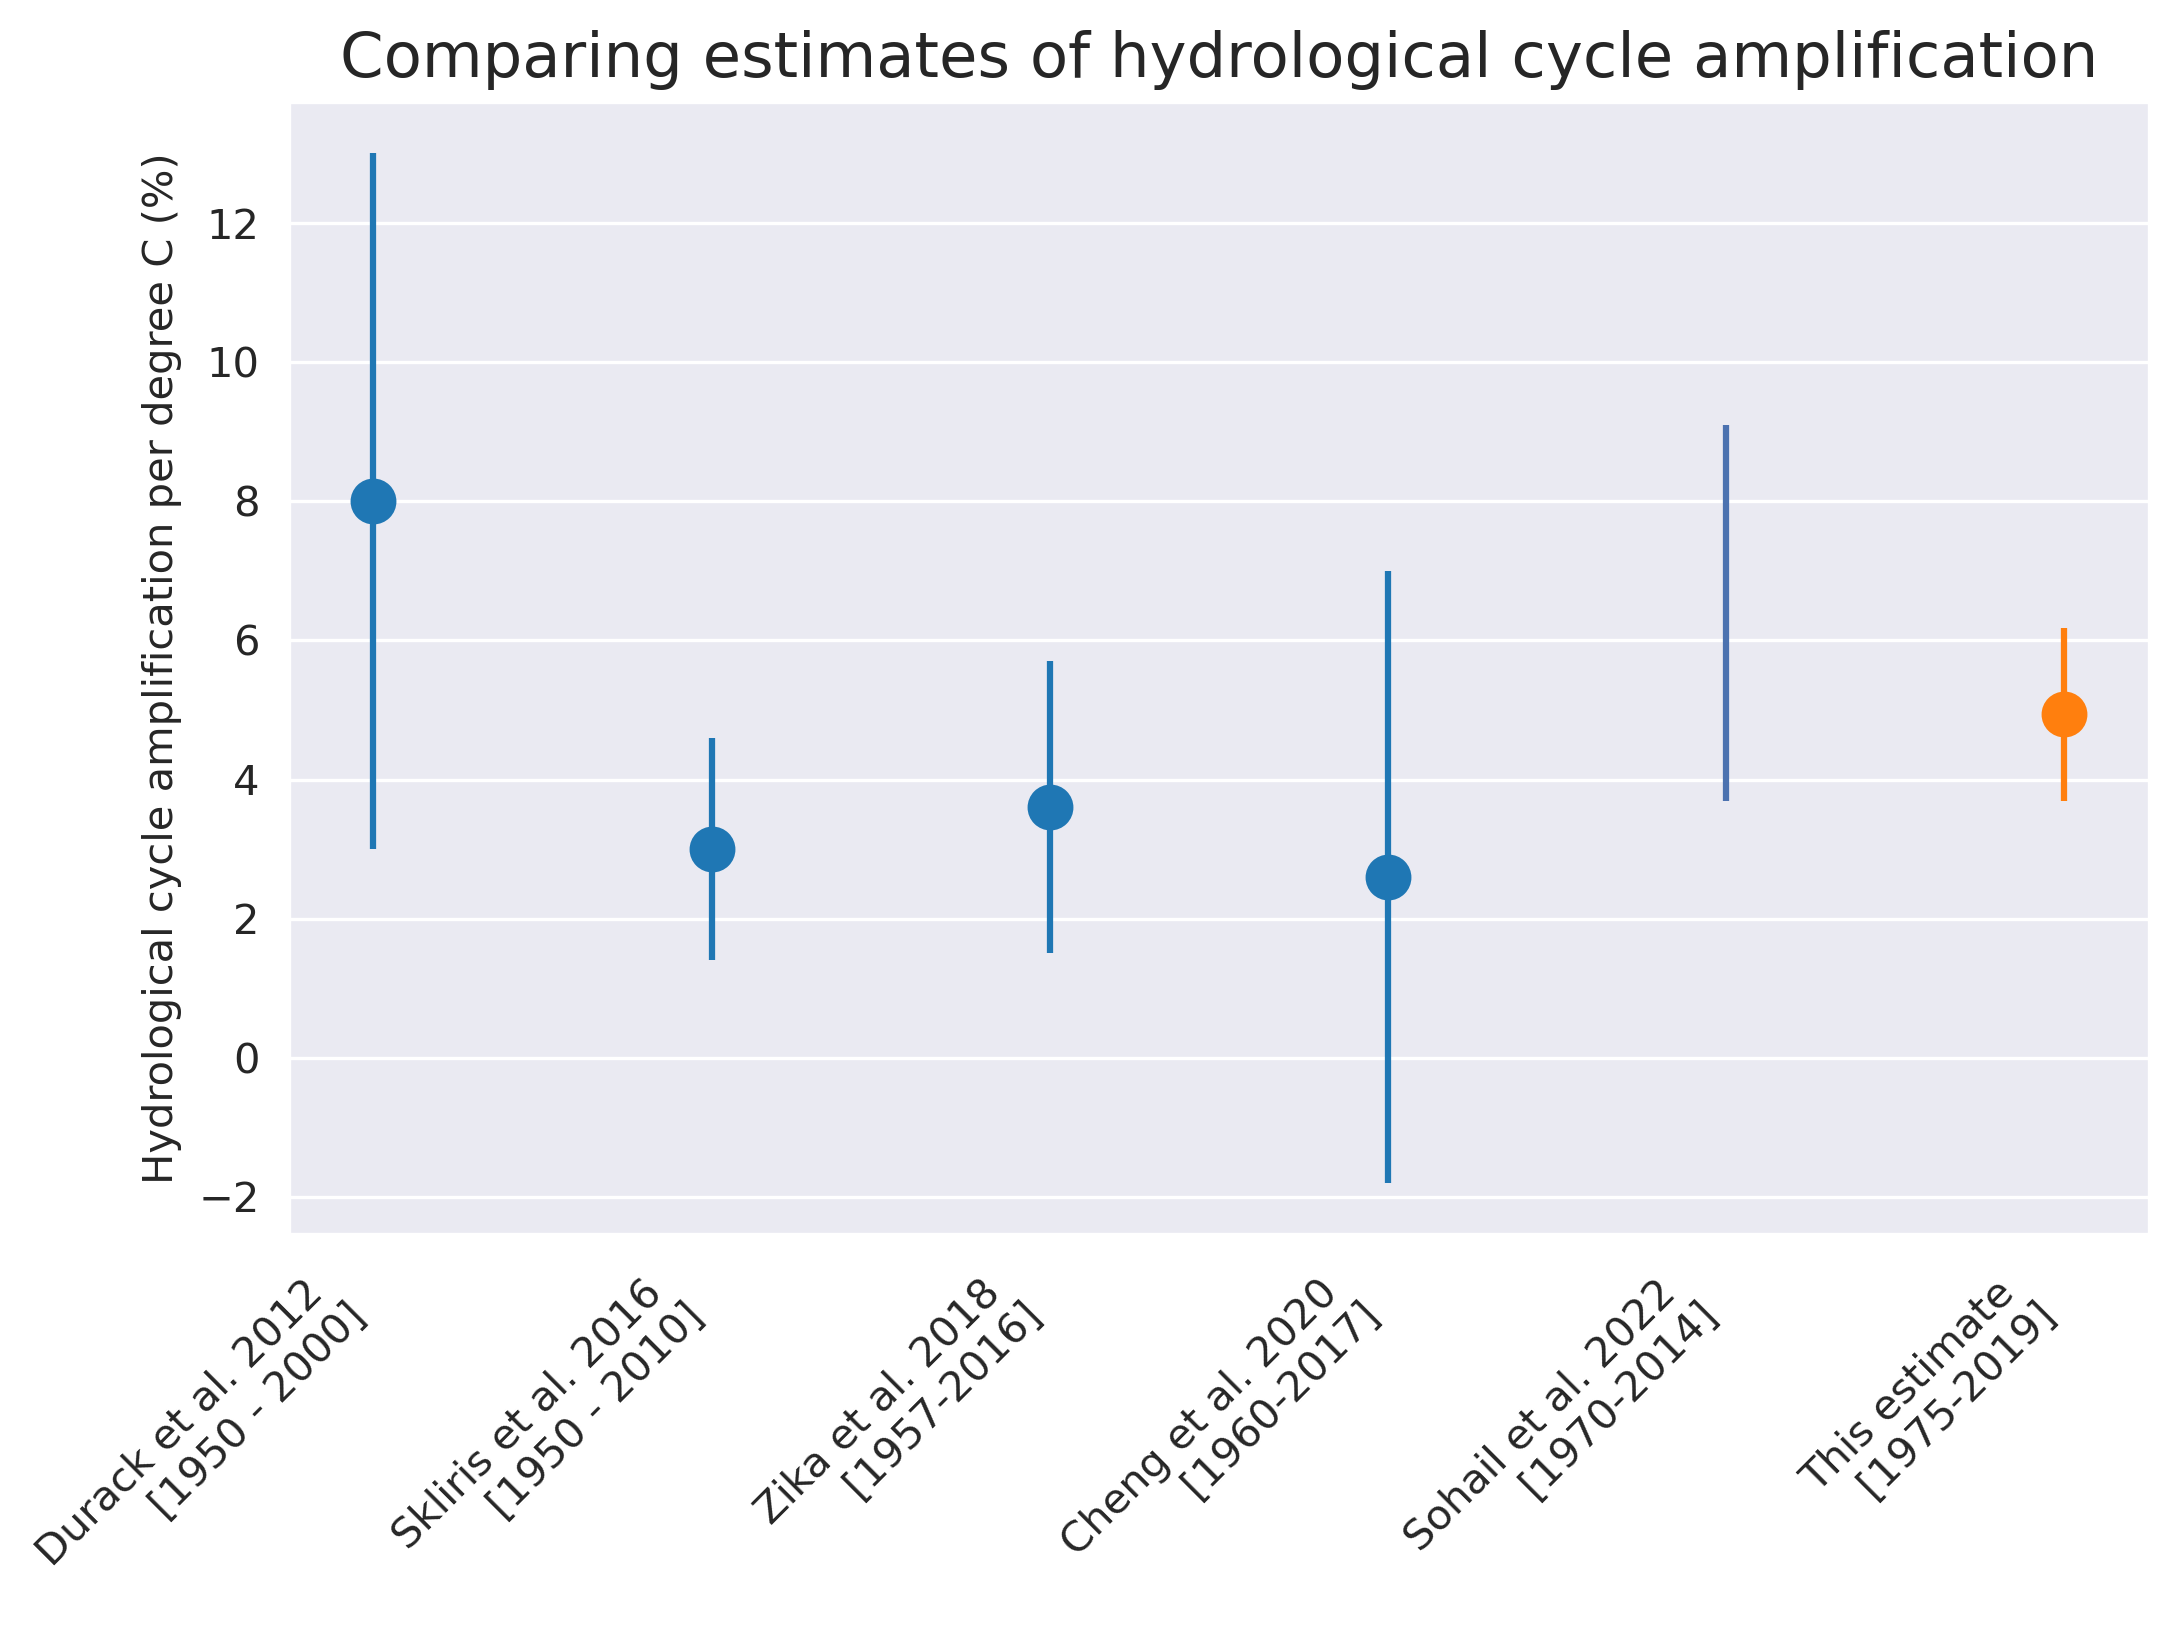 Comparing estimates of hydrological cycle amplification
Hydrological cycle amplification per degree C (%)
12
10
8
6
4
2
0
−2
Durack et al. 2012
[1950 - 2000]
Skliris et al. 2016
[1950 - 2010]
Zika et al. 2018
[1957-2016]
Cheng et al. 2020
[1960-2017]
Sohail et al. 2022
[1970-2014]
This estimate
[1975-2019]